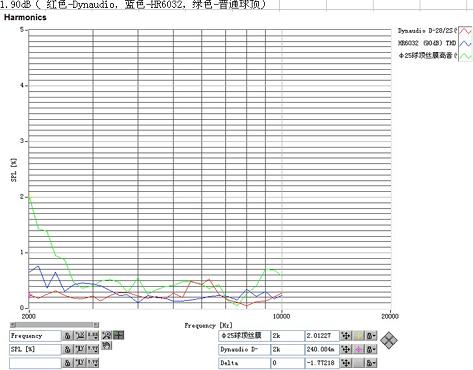 1.90dB ( 红色-Dynaudio, 蓝色-HR6032, 绿色-普通球顶)
Harmonics
Dynaudio D-28/2S@
HR6032 (90dB) THD
Φ25球顶丝膜高音@
5
4
3
2
1
0
SPL [%]
2000
10000
20000
Frequency [Hz]
Frequency
SPL [%]
Φ25球顶丝膜 2k 2.01227
Dynaudio D- 2k 240.004m
Delta 0 -1.77218